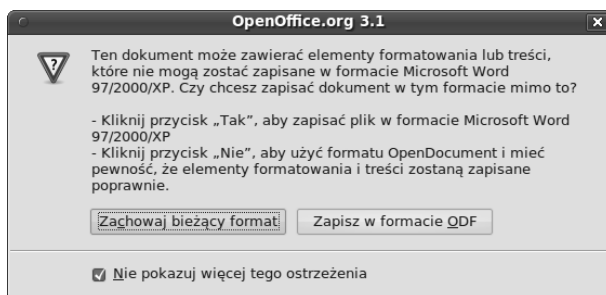 OpenOffice.org 3.1
Ten dokument może zawierać elementy formatowania lub treści,
które nie mogą zostać zapisane w formacie Microsoft Word
97/2000/XP. Czy chcesz zapisać dokument w tym formacie mimo to?
- Kliknij przycisk „Tak”, aby zapisać plik w formacie Microsoft Word
97/2000/XP
- Kliknij przycisk „Nie”, aby użyć formatu OpenDocument i mieć
pewność, że elementy formatowania i treści zostaną zapisane
poprawnie.
Zachowaj bieżący format Zapisz w formacie ODF
Nie pokazuj więcej tego ostrzeżenia